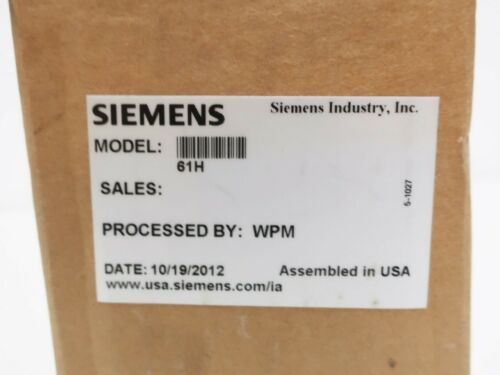 SIEMENS Siemens Industry, Inc.
MODEL:
61H
SALES:
5-1027
PROCESSED BY: WPM
DATE: 10/19/2012 Assembled in USA
www.usa.siemens.com/ia